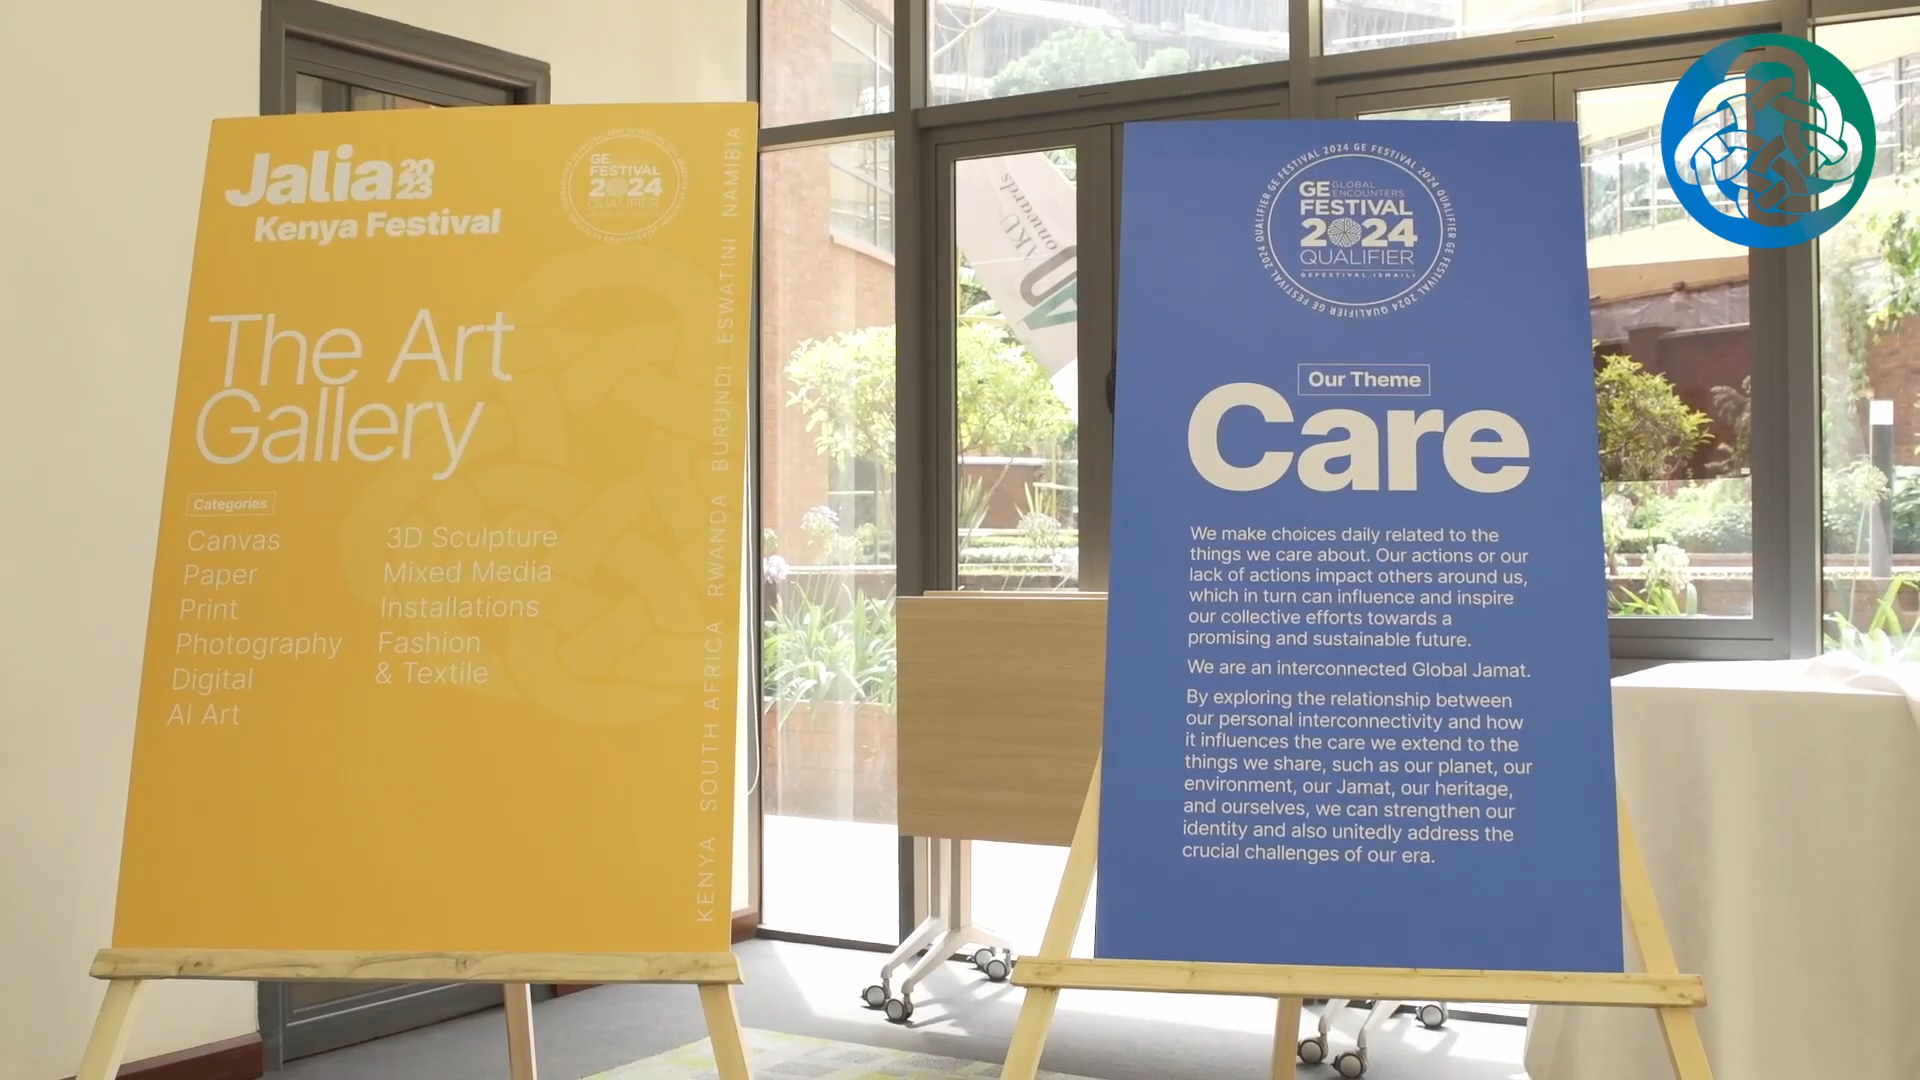 Jalia 2023
Kenya Festival
GE
FESTIVAL
2024
QUALIFIER
The Art
Gallery
Categories
Canvas
Paper
Print
Photography
Digital
AI Art
3D Sculpture
Mixed Media
Installations
Fashion
& Textile
KENYA SOUTH AFRICA RWANDA BURUNDI ESWATINI NAMIBIA
AKU
GE FESTIVAL 2024 QUALIFIER GE FESTIVAL 2024 QUALIFIER GE FESTIVAL 2024 QUALIFIER
GE GLOBAL ENCOUNTERS
FESTIVAL
2024
QUALIFIER
GEFESTIVAL.ISMAILI
Our Theme
Care
We make choices daily related to the
things we care about. Our actions or our
lack of actions impact others around us,
which in turn can influence and inspire
our collective efforts towards a
promising and sustainable future.
We are an interconnected Global Jamat.
By exploring the relationship between
our personal interconnectivity and how
it influences the care we extend to the
things we share, such as our planet, our
environment, our Jamat, our heritage,
and ourselves, we can strengthen our
identity and also unitedly address the
crucial challenges of our era.